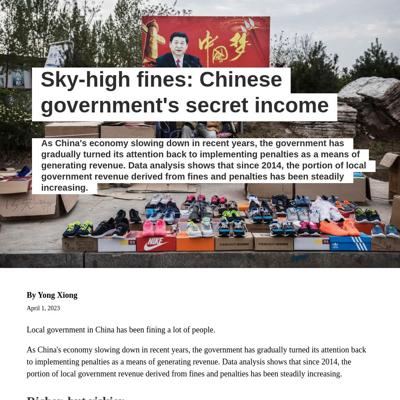 中国梦
Sky-high fines: Chinese
government's secret income
As China's economy slowing down in recent years, the government has
gradually turned its attention back to implementing penalties as a means of
generating revenue. Data analysis shows that since 2014, the portion of local
government revenue derived from fines and penalties has been steadily
increasing.
NIKE
By Yong Xiong
April 1, 2023
Local government in China has been fining a lot of people.
As China's economy slowing down in recent years, the government has gradually turned its attention back
to implementing penalties as a means of generating revenue. Data analysis shows that since 2014, the
portion of local government revenue derived from fines and penalties has been steadily increasing.